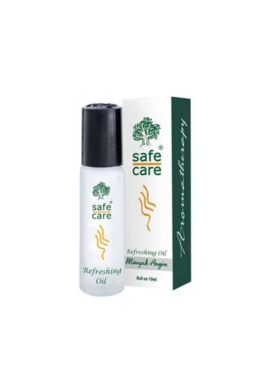 safe
care
Refreshing
Oil
safe®
care
Refreshing Oil
Minyak Angin
Roll on 10ml
Aromatherapy